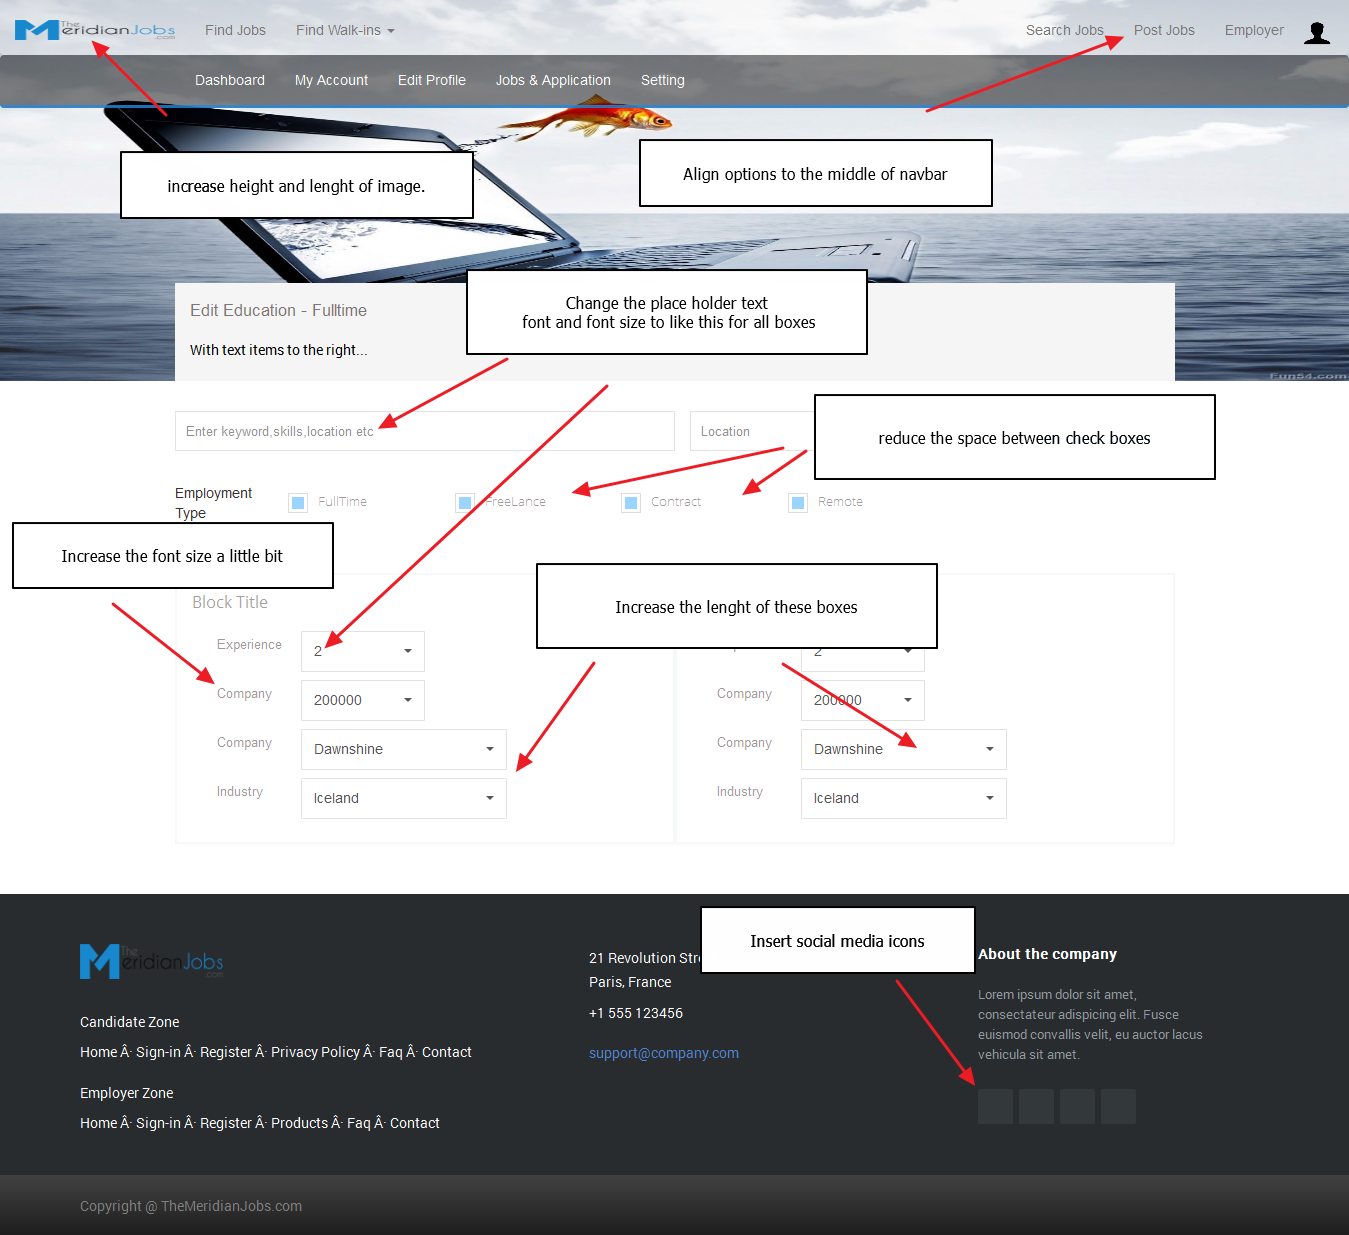 The
MeridianJobs
.com
Find Jobs
Find Walk-ins
Search Jobs
Post Jobs
Employer
Dashboard
My Account
Edit Profile
Jobs & Application
Setting
increase height and lenght of image.
Align options to the middle of navbar
Change the place holder text
font and font size to like this for all boxes
Edit Education - Fulltime
With text items to the right...
Fun54.com
Enter keyword,skills,location etc
Location
reduce the space between check boxes
Employment
Type
FullTime
FreeLance
Contract
Remote
Increase the font size a little bit
Increase the lenght of these boxes
Block Title
Experience
2
2
Company
200000
Company
200000
Company
Dawnshine
Company
Dawnshine
Industry
Iceland
Industry
Iceland
Insert social media icons
The
MeridianJobs
.com
Candidate Zone
Home Â· Sign-in Â· Register Â· Privacy Policy Â· Faq Â· Contact
Employer Zone
Home Â· Sign-in Â· Register Â· Products Â· Faq Â· Contact
21 Revolution
Paris, France
+1 555 123456
support@company.com
About the company
Lorem ipsum dolor sit amet,
consectateur adispicing elit. Fusce
euismod convallis velit, eu auctor lacus
vehicula sit amet.
Copyright @ TheMeridianJobs.com